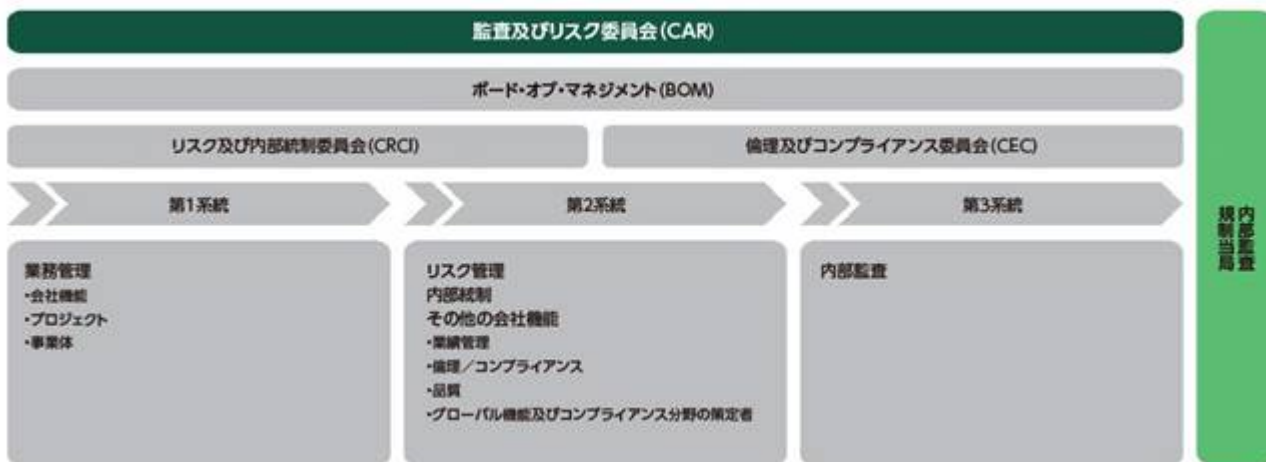 監査及びリスク委員会(CAR)
ボード・オブ・マネジメント(BOM)
リスク及び内部統制委員会(CRCI)
倫理及びコンプライアンス委員会(CEC)
第1系統
第2系統
第3系統
業務管理
・会社機能
・プロジェクト
・事業体
リスク管理
内部統制
その他の会社機能
・業績管理
・倫理／コンプライアンス
・品質
・グローバル機能及びコンプライアンス分野の策定者
内部監査
内部監査
規制当局